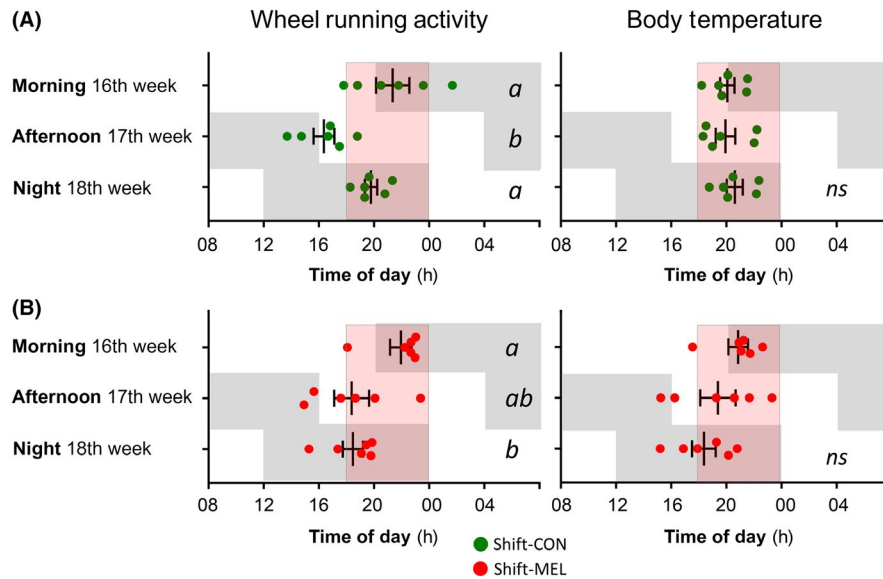 (A)
Wheel running activity
Body temperature
Morning 16th week
a
Afternoon 17th week
b
Night 18th week
a
ns
08 12 16 20 00 04
08 12 16 20 00 04
Time of day (h)
Time of day (h)
(B)
Morning 16th week
a
Afternoon 17th week
ab
Night 18th week
b
ns
08 12 16 20 00 04
08 12 16 20 00 04
Time of day (h)
Time of day (h)
Shift-CON
Shift-MEL